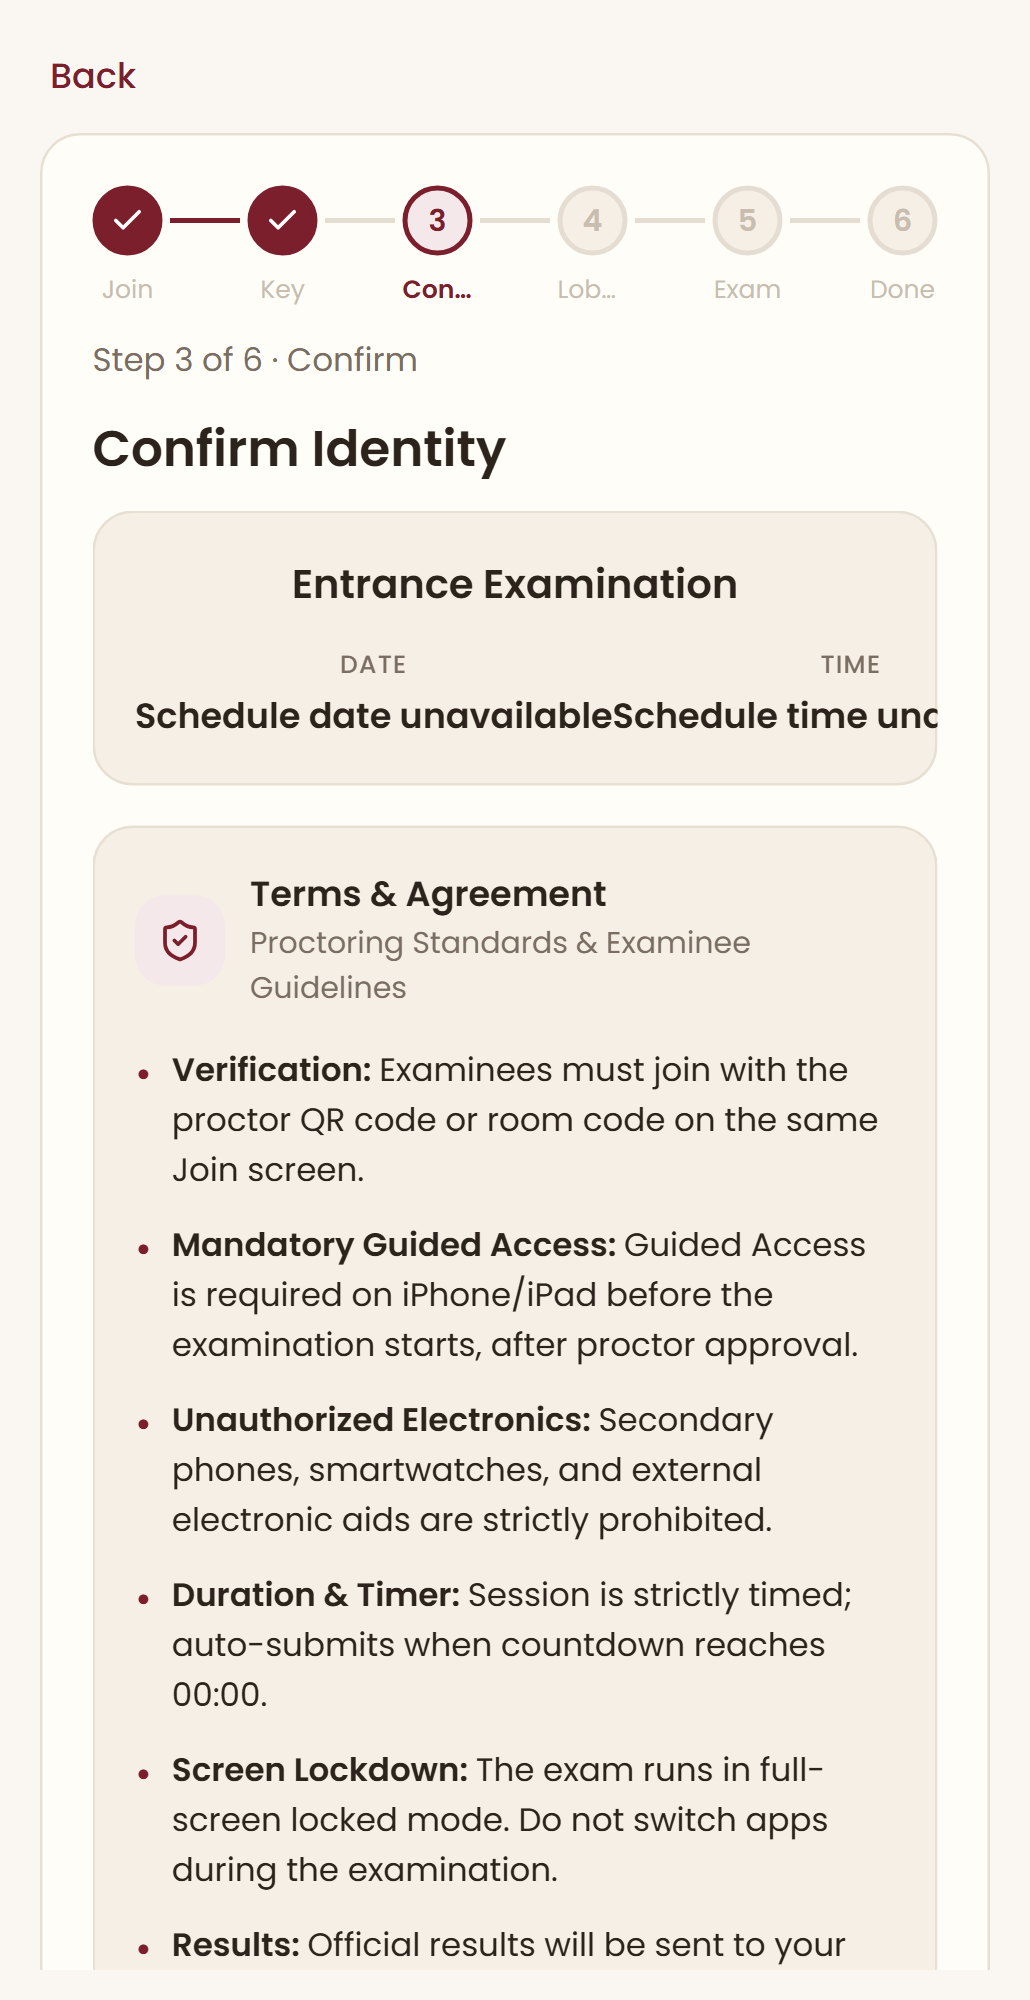 Back
3
4
5
6
Join
Key
Con...
Lob...
Exam
Done
Step 3 of 6 · Confirm
Confirm Identity
Entrance Examination
DATE
TIME
Schedule date unavailable
Schedule time una
Terms & Agreement
Proctoring Standards & Examinee
Guidelines
• Verification: Examinees must join with the
proctor QR code or room code on the same
Join screen.
• Mandatory Guided Access: Guided Access
is required on iPhone/iPad before the
examination starts, after proctor approval.
• Unauthorized Electronics: Secondary
phones, smartwatches, and external
electronic aids are strictly prohibited.
• Duration & Timer: Session is strictly timed;
auto-submits when countdown reaches
00:00.
• Screen Lockdown: The exam runs in full-
screen locked mode. Do not switch apps
during the examination.
• Results: Official results will be sent to your